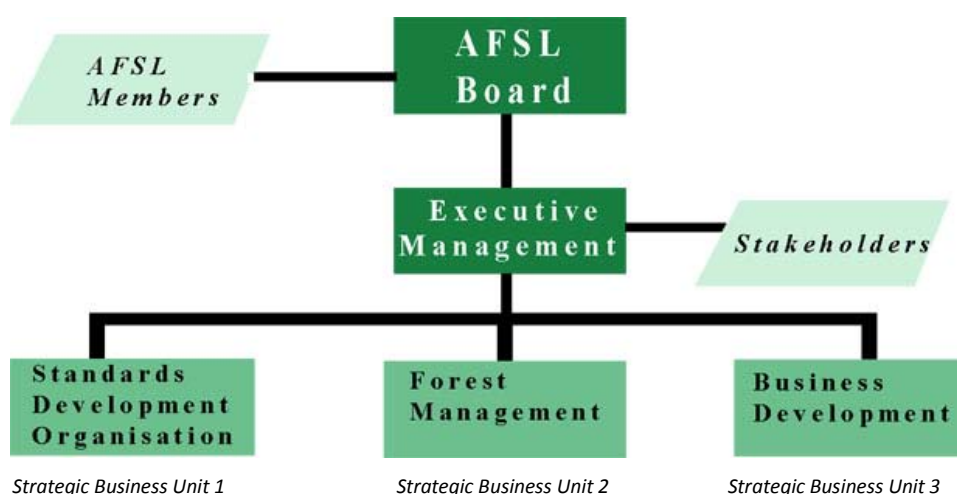 AFSL
Members
AFSL
Board
Executive
Management
Stakeholders
Standards
Development
Organisation
Forest
Management
Business
Development
Strategic Business Unit 1
Strategic Business Unit 2
Strategic Business Unit 3